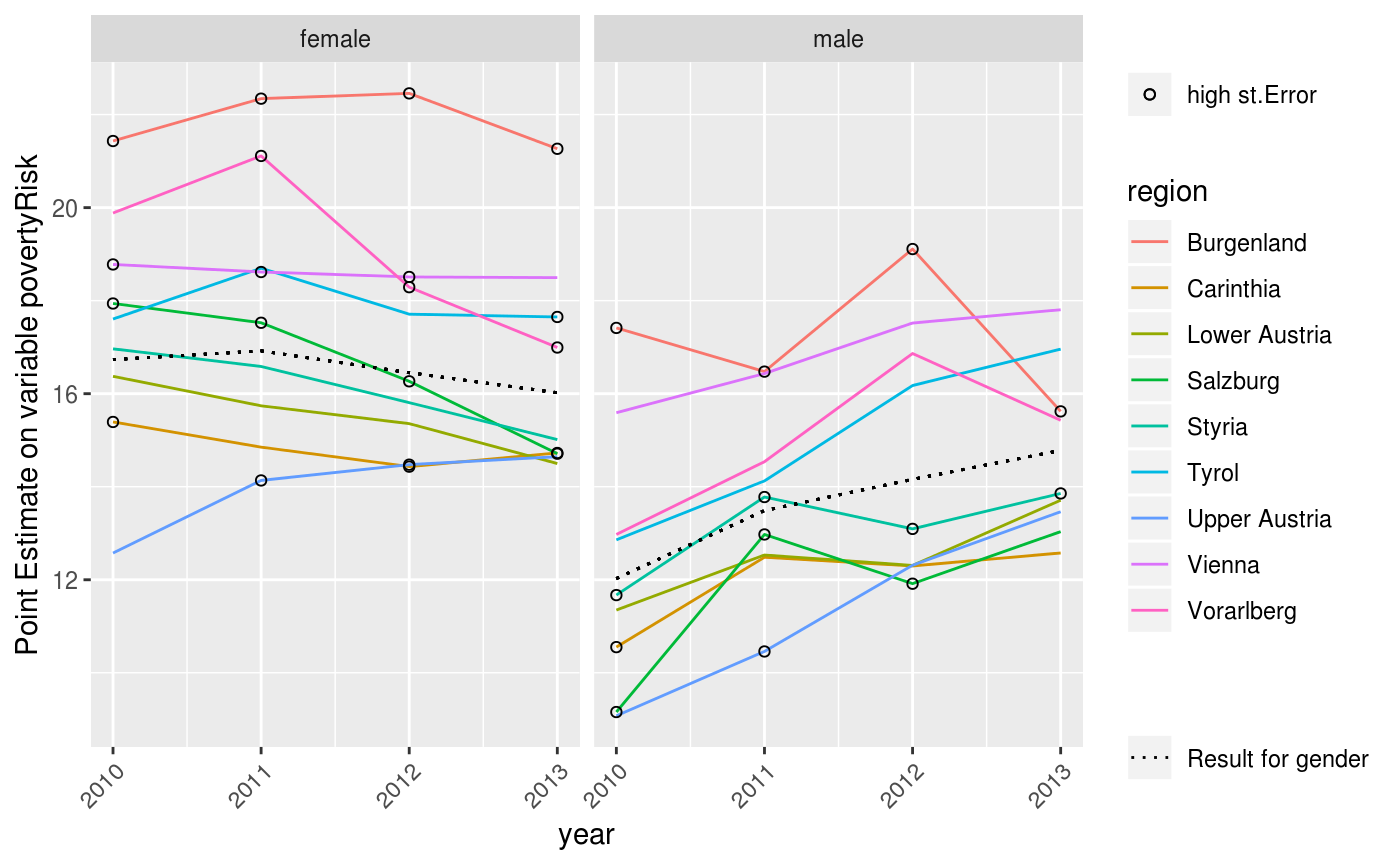 female
male
Point Estimate on variable povertyRisk
20
16
12
2010
2011
2012
2013
2010
2011
2012
2013
year
high st.Error
region
Burgenland
Carinthia
Lower Austria
Salzburg
Styria
Tyrol
Upper Austria
Vienna
Vorarlberg
Result for gender